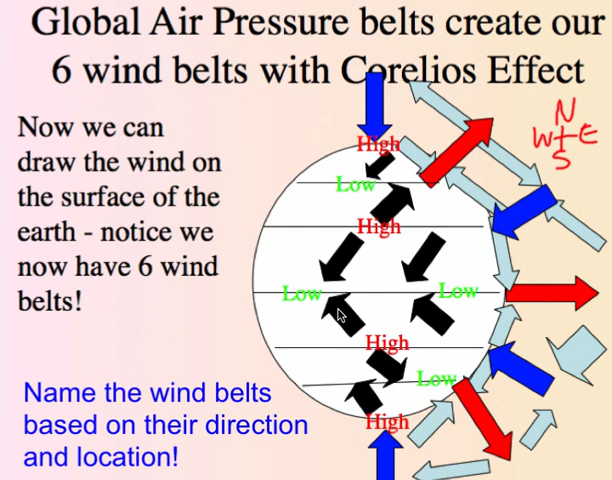 Global Air Pressure belts create our
6 wind belts with Corelios Effect
Now we can
draw the wind on
the surface of the
earth - notice we
now have 6 wind
belts!
Name the wind belts
based on their direction
and location!
High
Low
High
Low
Low
High
Low
High
N
W E
S